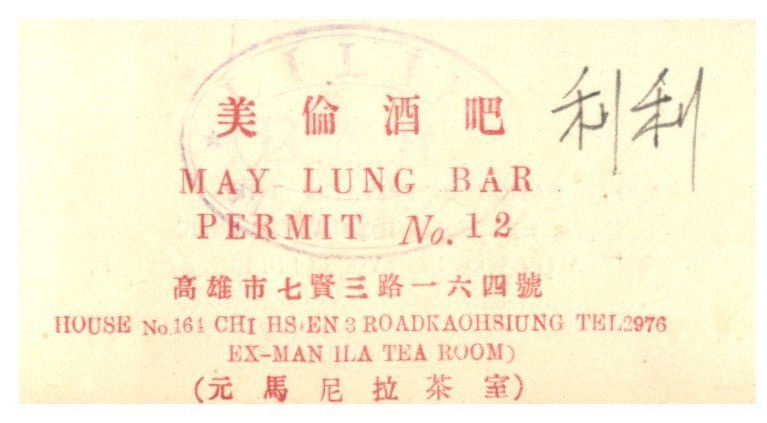 LILI
美倫酒吧 利利
MAY LUNG BAR
PERMIT No. 12
高雄市七賢三路一六四號
HOUSE No.164 CHI HSIEN 3 ROADKAOHSIUNG TEL2976
EX-MAN ILA TEA ROOM)
(元馬尼拉茶室)